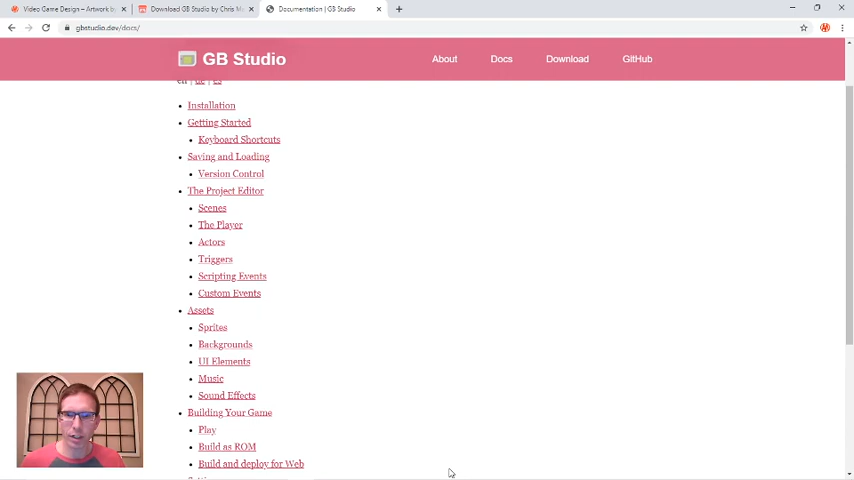 Video Game Design – Artwork b
Download GB Studio by Chris M
Documentation | GB Studio
gbstudio.dev/docs/
GB Studio
About
Docs
Download
GitHub
en | de | es
Installation
Getting Started
Keyboard Shortcuts
Saving and Loading
Version Control
The Project Editor
Scenes
The Player
Actors
Triggers
Scripting Events
Custom Events
Assets
Sprites
Backgrounds
UI Elements
Music
Sound Effects
Building Your Game
Play
Build as ROM
Build and deploy for Web